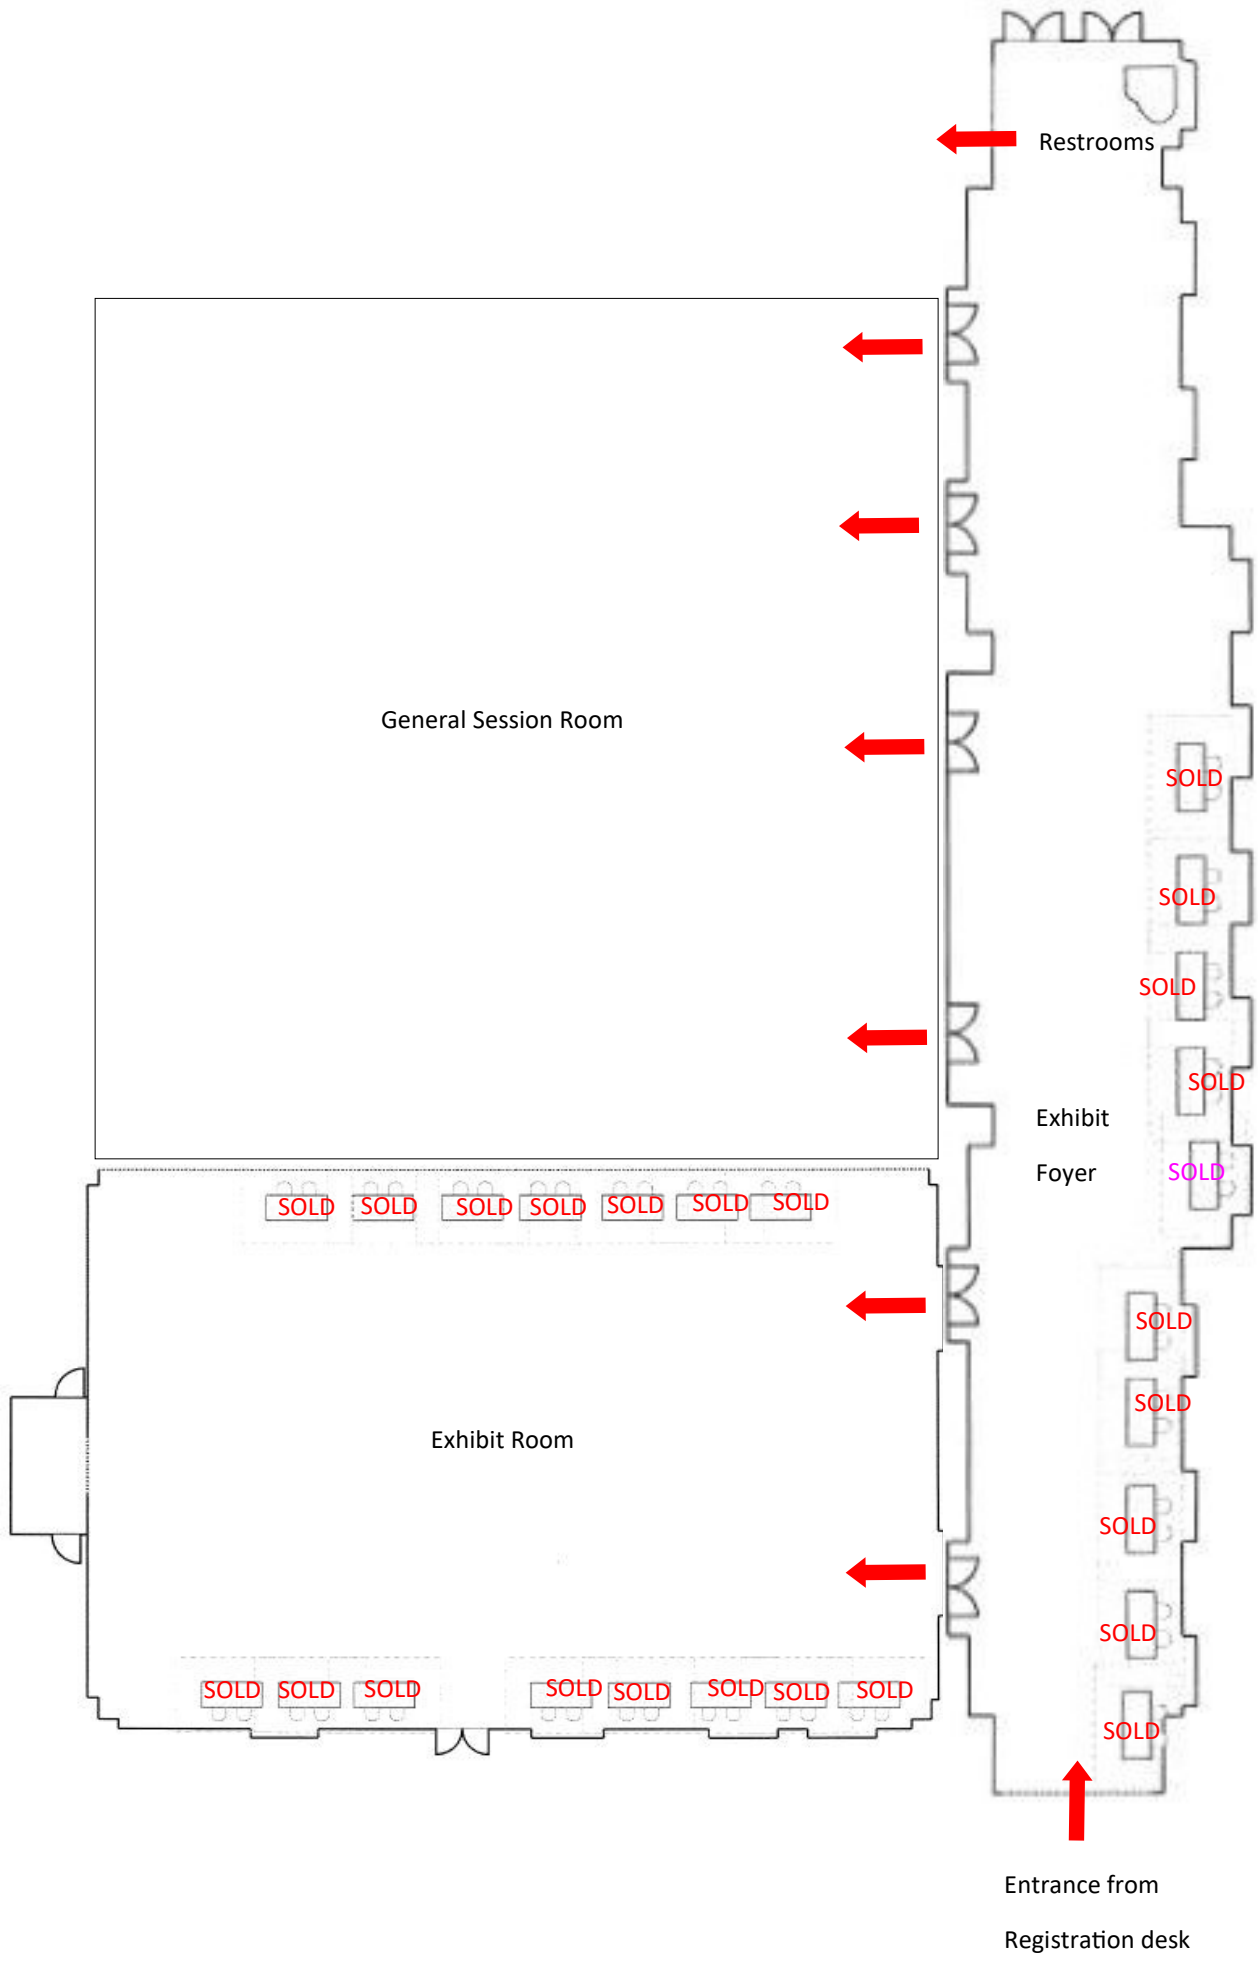 Restrooms
General Session Room
SOLD
SOLD
SOLD
SOLD
Exhibit
Foyer
SOLD
SOLD SOLD SOLD SOLD SOLD SOLD SOLD
SOLD
SOLD
Exhibit Room
SOLD
SOLD
SOLD SOLD SOLD SOLD SOLD SOLD SOLD SOLD
SOLD
Entrance from
Registration desk